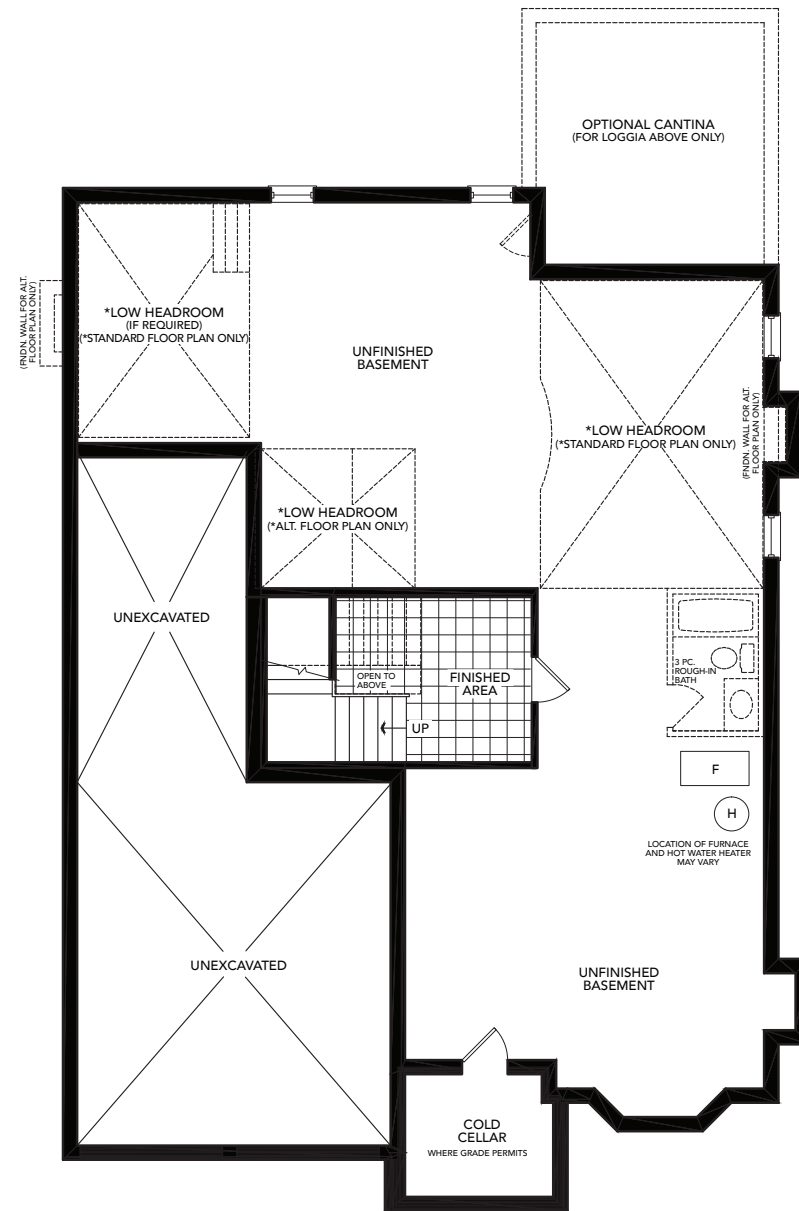 OPTIONAL CANTINA
(FOR LOGGIA ABOVE ONLY)
(FNDN. WALL FOR ALT.
FLOOR PLAN ONLY)
*LOW HEADROOM
(IF REQUIRED)
(*STANDARD FLOOR PLAN ONLY)
UNFINISHED
BASEMENT
*LOW HEADROOM
(*STANDARD FLOOR PLAN ONLY)
(FNDN. WALL FOR ALT.
FLOOR PLAN ONLY)
*LOW HEADROOM
(*ALT. FLOOR PLAN ONLY)
UNEXCAVATED
OPEN TO
ABOVE
FINISHED
AREA
UP
3 PC.
ROUGH-IN
BATH
F
H
LOCATION OF FURNACE
AND HOT WATER HEATER
MAY VARY
UNEXCAVATED
UNFINISHED
BASEMENT
COLD
CELLAR
WHERE GRADE PERMITS